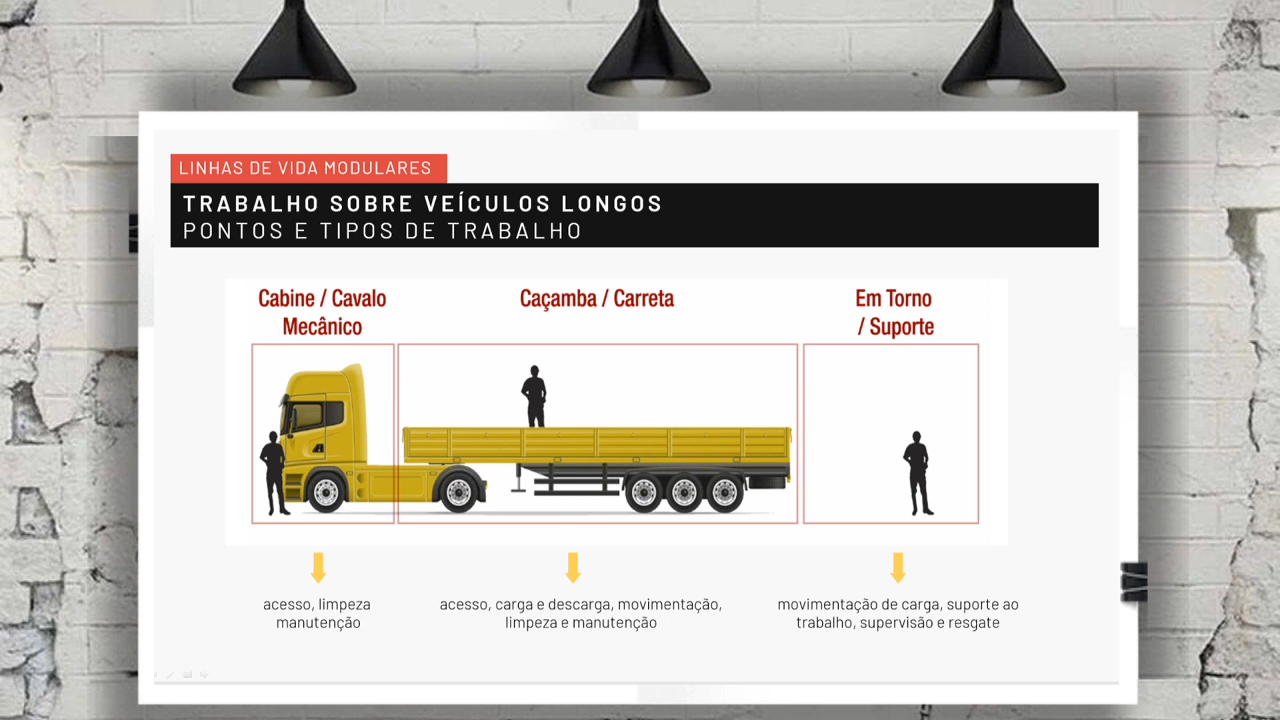 LINHAS DE VIDA MODULARES
TRABALHO SOBRE VEÍCULOS LONGOS
PONTOS E TIPOS DE TRABALHO
Cabine / Cavalo
Mecânico
Caçamba / Carreta
Em Torno
/ Suporte
acesso, limpeza
manutenção
acesso, carga e descarga, movimentação,
limpeza e manutenção
movimentação de carga, suporte ao
trabalho, supervisão e resgate